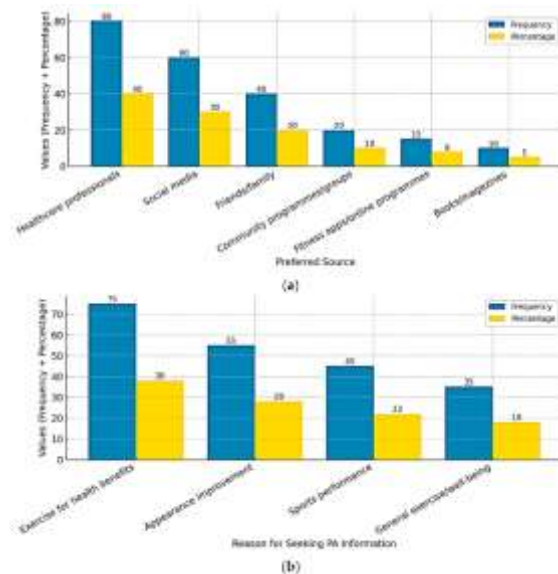 Frequency
Percentage
Values (Frequency + Percentage)
80
60
40
20
0
80
40
60
30
40
20
20
10
15
8
10
5
Healthcare professionals
Social media
Friends/family
Community programmes/groups
Fitness apps/online programmes
Books/magazines
Preferred Source
(a)
Frequency
Percentage
Values (Frequency + Percentage)
70
60
50
40
30
20
10
0
75
38
55
28
45
22
35
18
Exercise for health benefits
Appearance improvement
Sports performance
General exercise/well-being
Reason for Seeking PA Information
(b)